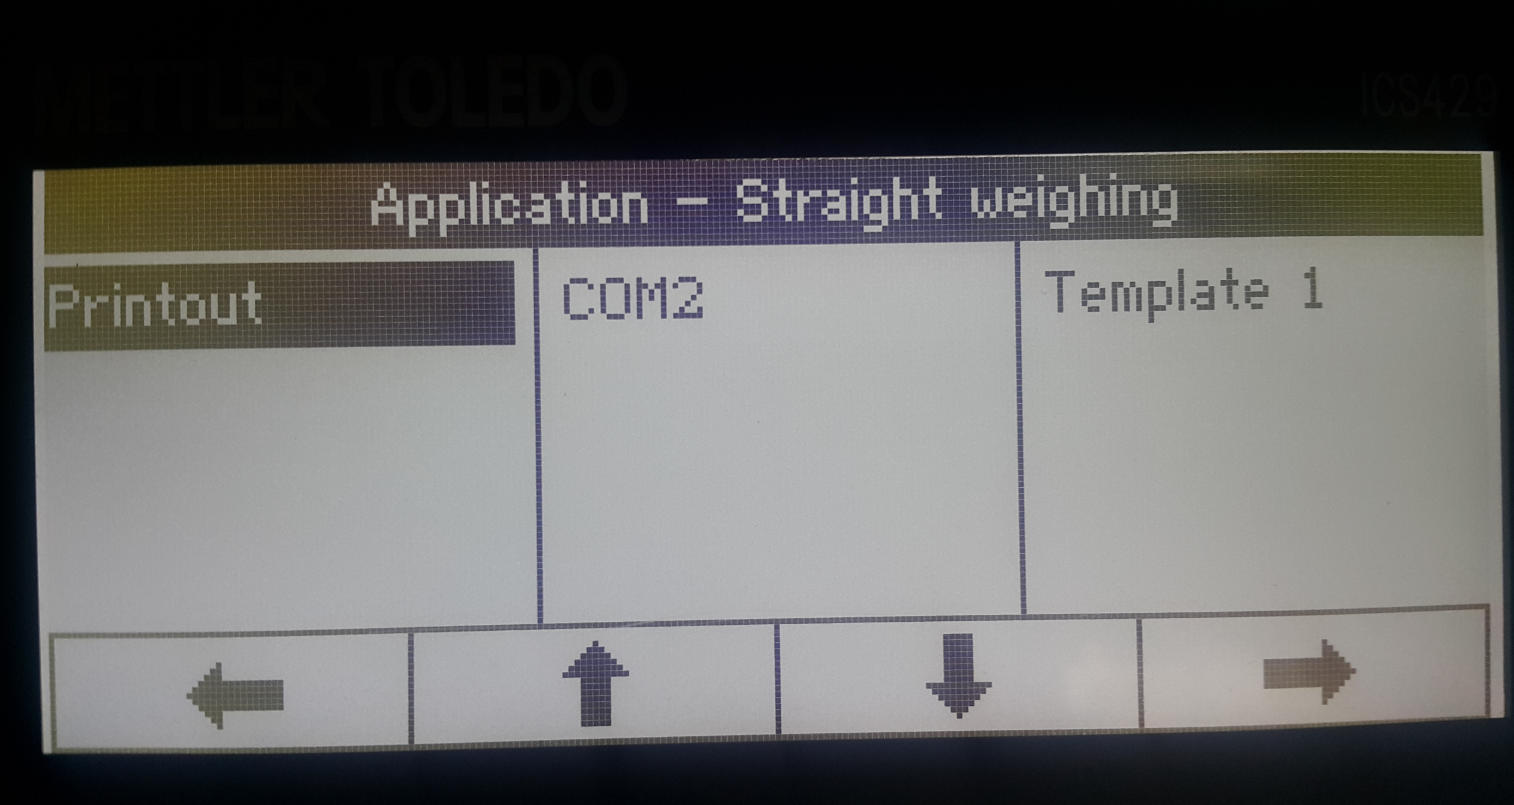 METTLER TOLEDO
ICS429
Application - Straight weighing
Printout
COM2
Template 1